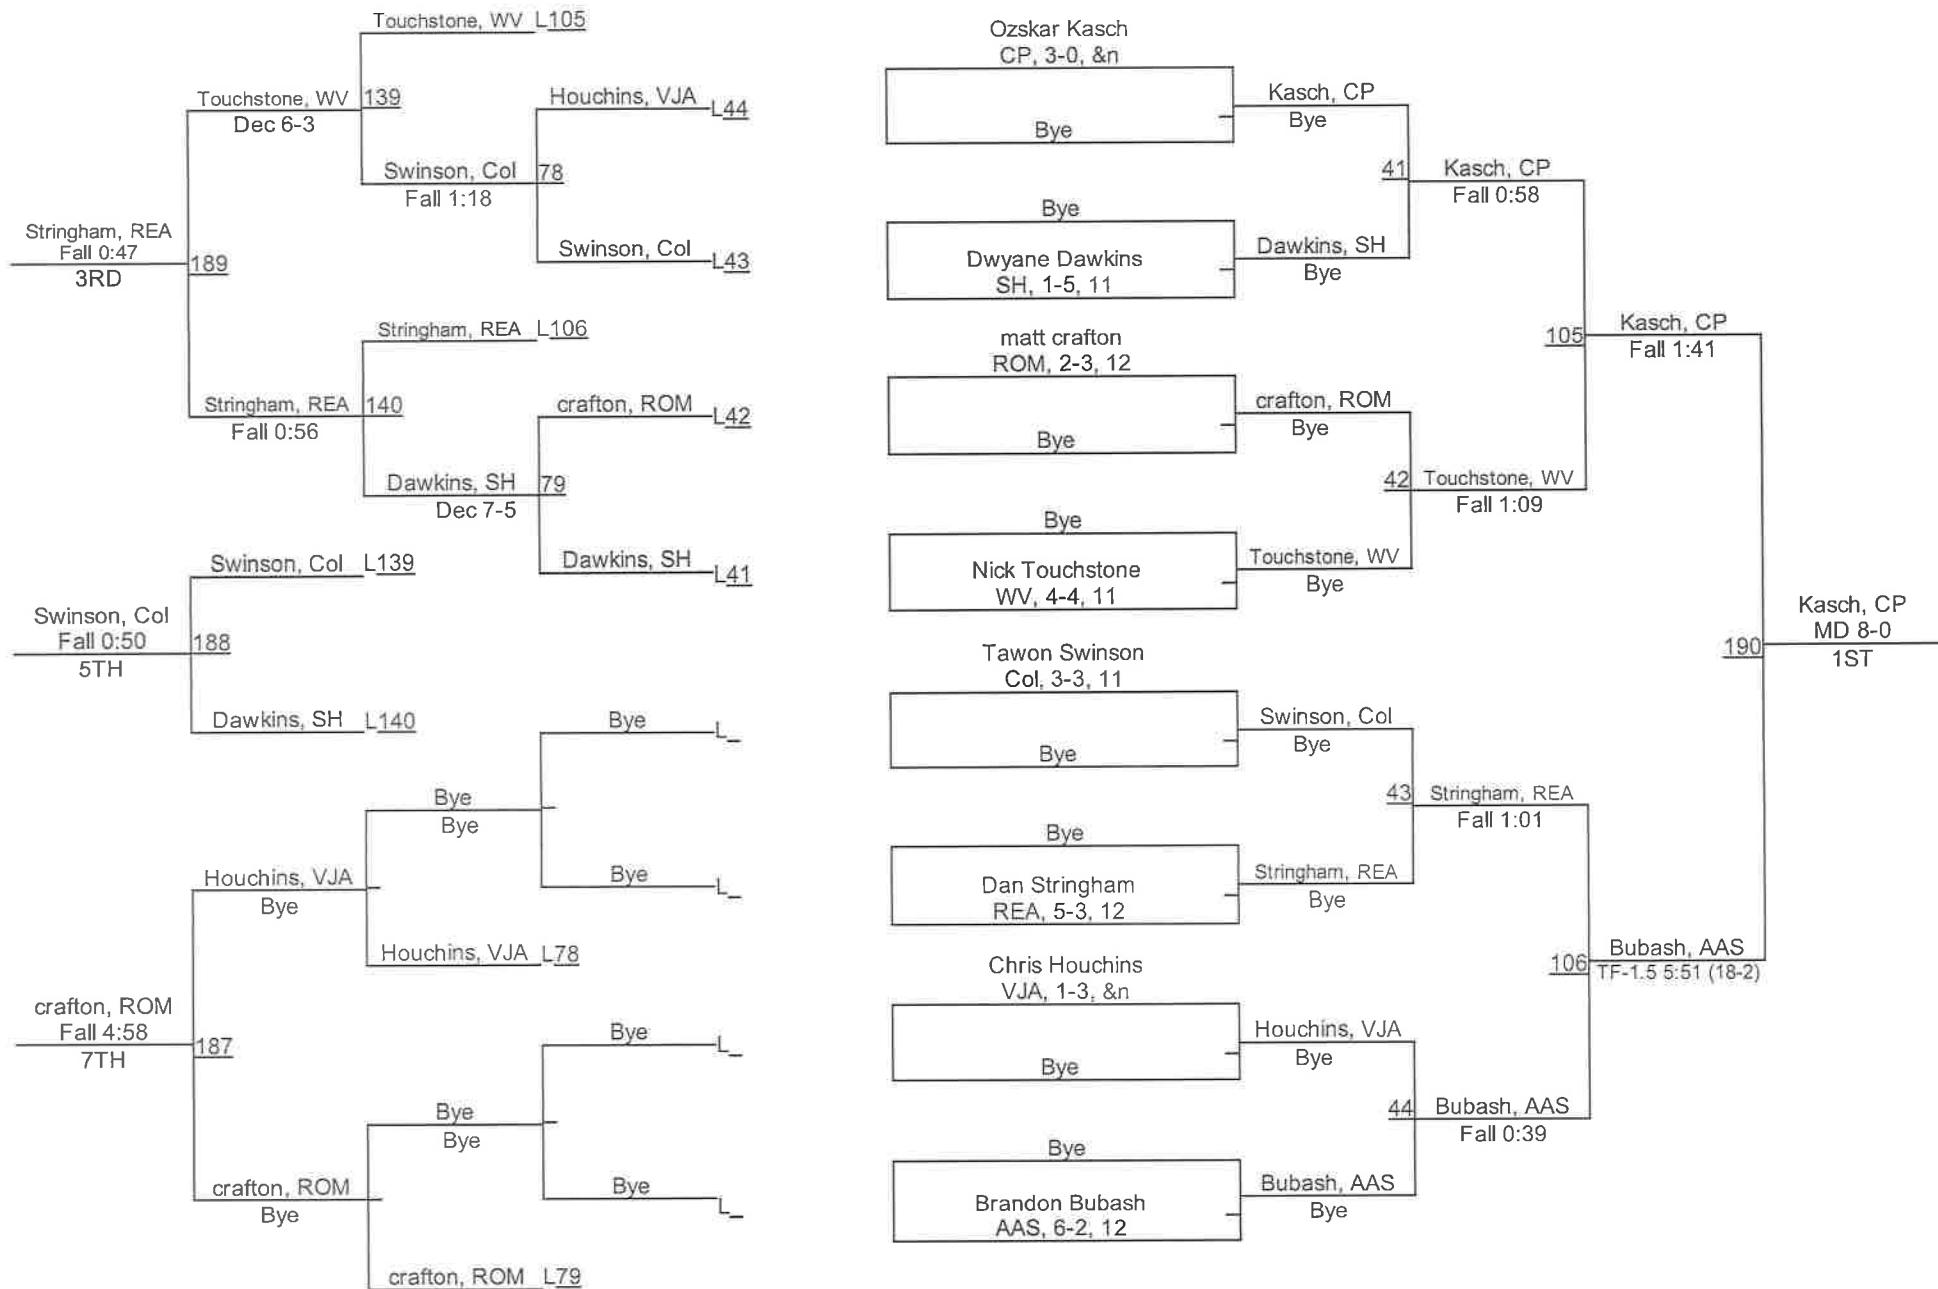 Touchstone, WV L105
Touchstone, WV 139
Dec 6-3
Houchins, VJA L44
Swinson, Col 78
Fall 1:18
Swinson, Col L43
Stringham, REA
Fall 0:47
189
3RD
Stringham, REA L106
Stringham, REA 140
Fall 0:56
crafton, ROM L42
Dawkins, SH 79
Dec 7-5
Dawkins, SH L41
Swinson, Col L139
Swinson, Col
Fall 0:50
188
5TH
Dawkins, SH L140
Bye L_
Bye
Bye
Bye L_
Houchins, VJA
Bye
Houchins, VJA L78
crafton, ROM
Fall 4:58
187
7TH
Bye L_
Bye
Bye
Bye L_
crafton, ROM
Bye
crafton, ROM L79
Ozskar Kasch
CP, 3-0, &n
Bye
Kasch, CP
Bye
41
Kasch, CP
Fall 0:58
Bye
Dwyane Dawkins
SH, 1-5, 11
Dawkins, SH
Bye
105
Kasch, CP
Fall 1:41
matt crafton
ROM, 2-3, 12
Bye
crafton, ROM
Bye
42
Touchstone, WV
Fall 1:09
Bye
Nick Touchstone
WV, 4-4, 11
Touchstone, WV
Bye
190
Kasch, CP
MD 8-0
1ST
Tawon Swinson
Col, 3-3, 11
Bye
Swinson, Col
Bye
43
Stringham, REA
Fall 1:01
Bye
Dan Stringham
REA, 5-3, 12
Stringham, REA
Bye
106
Bubash, AAS
TF-1.5 5:51 (18-2)
Chris Houchins
VJA, 1-3, &n
Bye
Houchins, VJA
Bye
44
Bubash, AAS
Fall 0:39
Bye
Brandon Bubash
AAS, 6-2, 12
Bubash, AAS
Bye